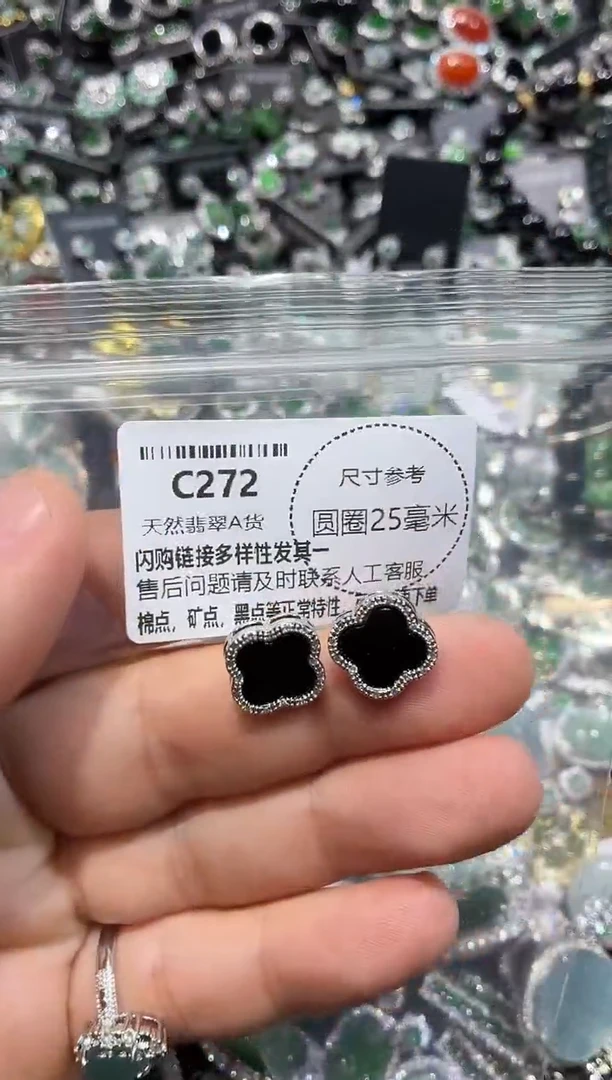 C272
尺寸参考
天然翡翠A货
圆圈25毫米
闪购链接多样性发其一
售后问题请及时联系人工客服
棉点,矿点,黑点等正常特性,
下单